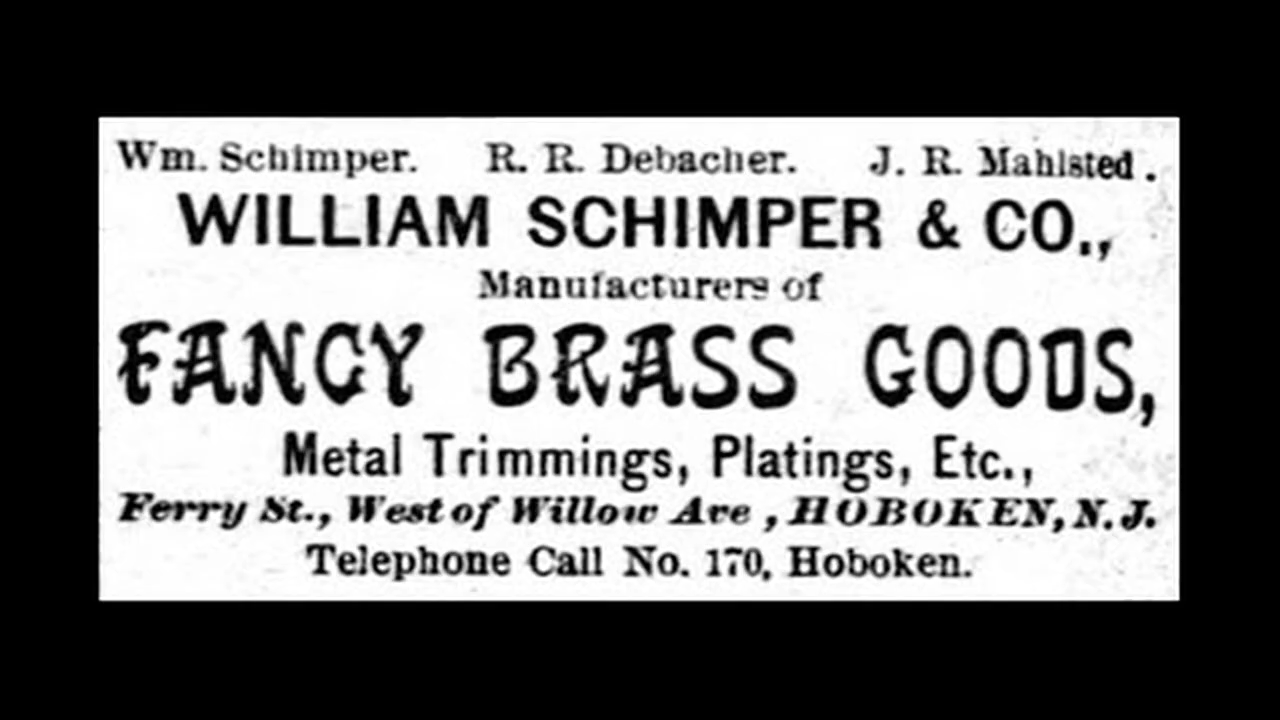 Wm. Schimper. R. R. Debacher. J. R. Mahlsted.
WILLIAM SCHIMPER & CO.,
Manufacturers of
FANCY BRASS GOODS,
Metal Trimmings, Platings, Etc.,
Ferry St., West of Willow Ave, HOBOKEN, N. J.
Telephone Call No. 170, Hoboken.